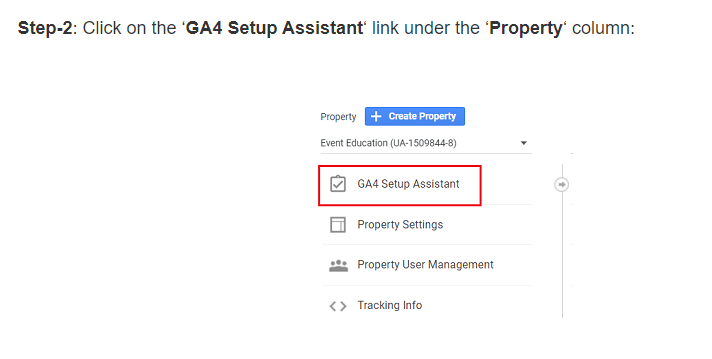 Step-2: Click on the ‘GA4 Setup Assistant‘ link under the ‘Property‘ column:
Property + Create Property
Event Education (UA-1509844-8)
GA4 Setup Assistant
Property Settings
Property User Management
Tracking Info